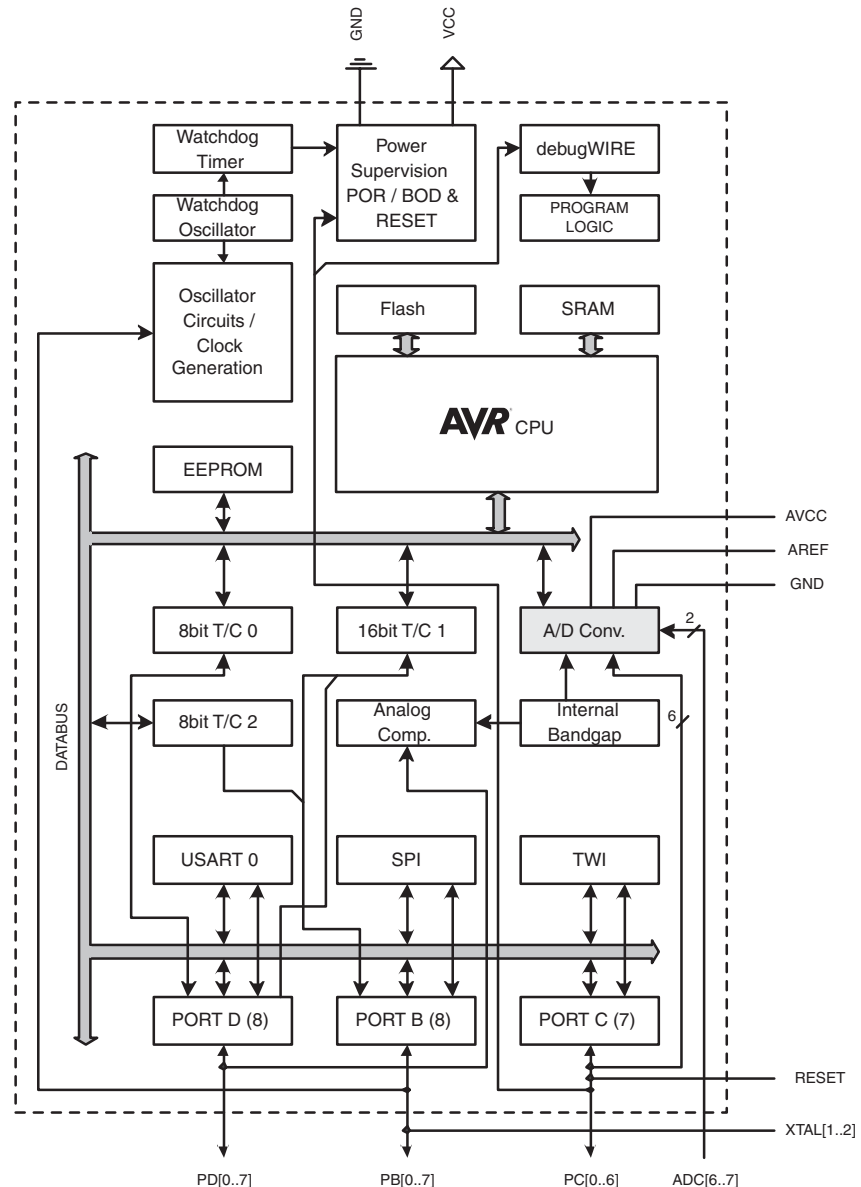 GND
VCC
Watchdog
Timer
Power
Supervision
POR / BOD &
RESET
debugWIRE
Watchdog
Oscillator
PROGRAM
LOGIC
Oscillator
Circuits /
Clock
Generation
Flash
SRAM
AVR CPU
EEPROM
AVCC
AREF
GND
8bit T/C 0
16bit T/C 1
A/D Conv.
2
DATABUS
8bit T/C 2
Analog
Comp.
Internal
Bandgap
6
USART 0
SPI
TWI
PORT D (8)
PORT B (8)
PORT C (7)
RESET
XTAL[1..2]
PD[0..7]
PB[0..7]
PC[0..6]
ADC[6..7]